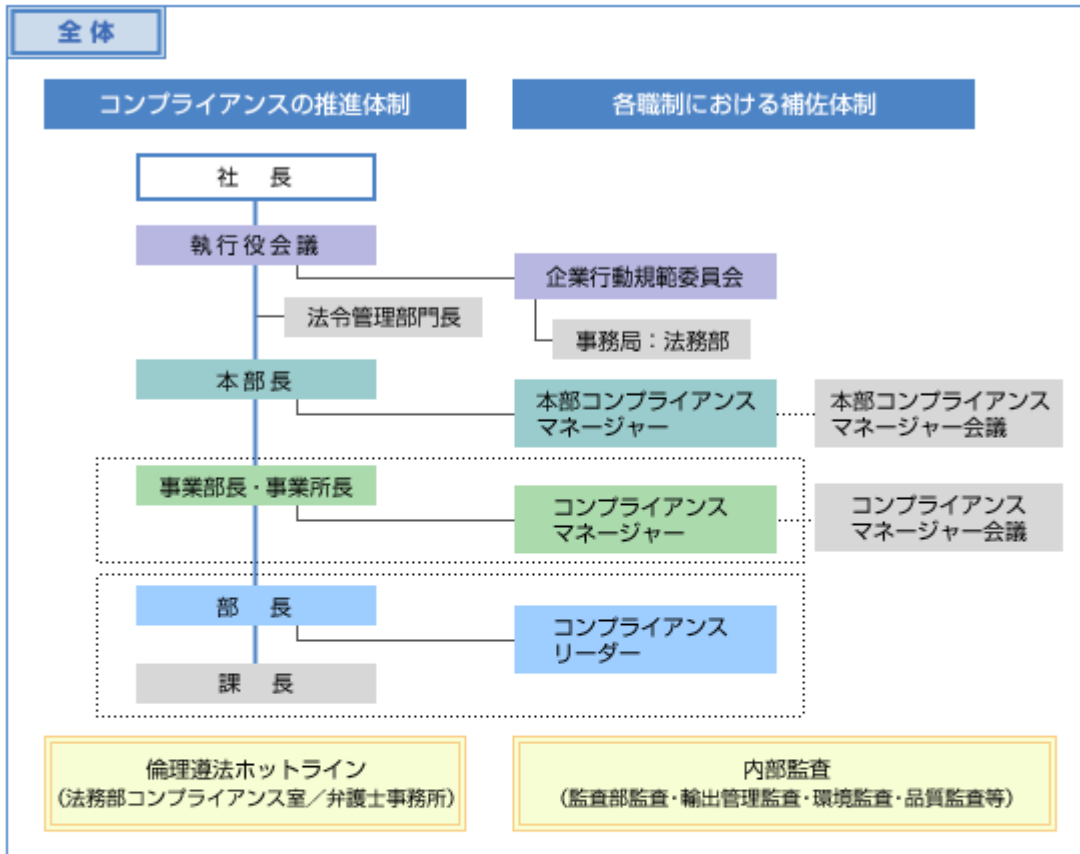 全体
コンプライアンスの推進体制
各職制における補佐体制
社　長
執行役会議
企業行動規範委員会
法令管理部門長
事務局：法務部
本部長
本部コンプライアンス
マネージャー
本部コンプライアンス
マネージャー会議
事業部長・事業所長
コンプライアンス
マネージャー
コンプライアンス
マネージャー会議
部　長
コンプライアンス
リーダー
課　長
倫理遵法ホットライン
（法務部コンプライアンス室／弁護士事務所）
内部監査
（監査部監査・輸出管理監査・環境監査・品質監査等）